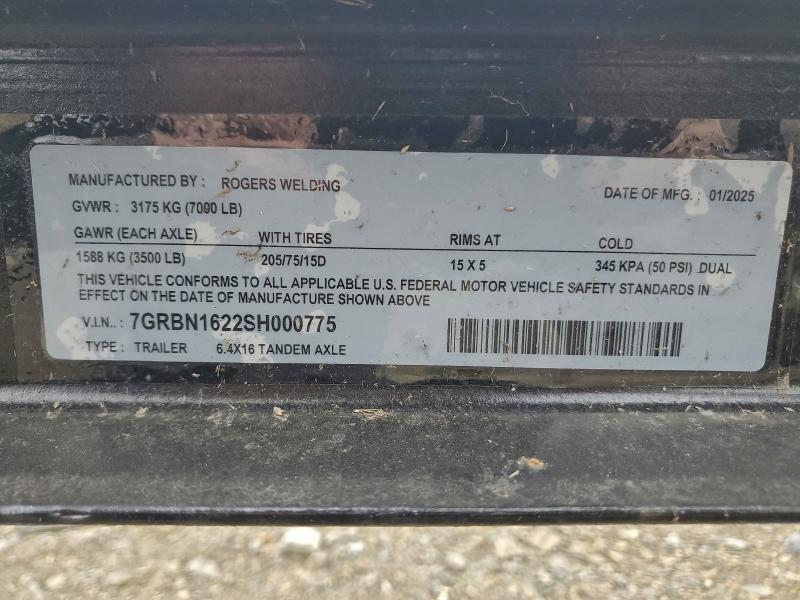 MANUFACTURED BY : ROGERS WELDING DATE OF MFG. : 01/2025
GVWR : 3175 KG (7000 LB)
GAWR (EACH AXLE) WITH TIRES RIMS AT COLD
1588 KG (3500 LB) 205/75/15D 15 X 5 345 KPA (50 PSI) DUAL
THIS VEHICLE CONFORMS TO ALL APPLICABLE U.S. FEDERAL MOTOR VEHICLE SAFETY STANDARDS IN
EFFECT ON THE DATE OF MANUFACTURE SHOWN ABOVE
V.I.N. : 7GRBN1622SH000775
TYPE : TRAILER 6.4X16 TANDEM AXLE